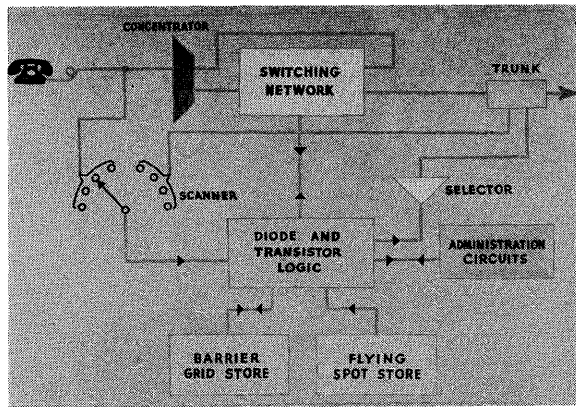 CONCENTRATOR
SWITCHING
NETWORK
TRUNK
SCANNER
SELECTOR
DIODE AND
TRANSISTOR
LOGIC
ADMINISTRATION
CIRCUITS
BARRIER
GRID STORE
FLYING
SPOT STORE